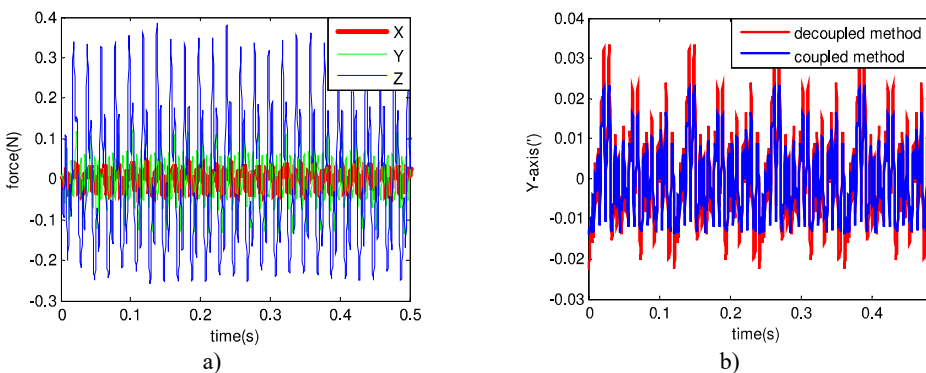 0.4
0.3
0.2
0.1
0
-0.1
-0.2
-0.3
force(N)
0 0.1 0.2 0.3 0.4 0.5
time(s)
X
Y
Z
a)
0.04
0.03
0.02
0.01
0
-0.01
-0.02
-0.03
Y-axis(')
0 0.1 0.2 0.3 0.4
time(s)
decoupled method
coupled method
b)